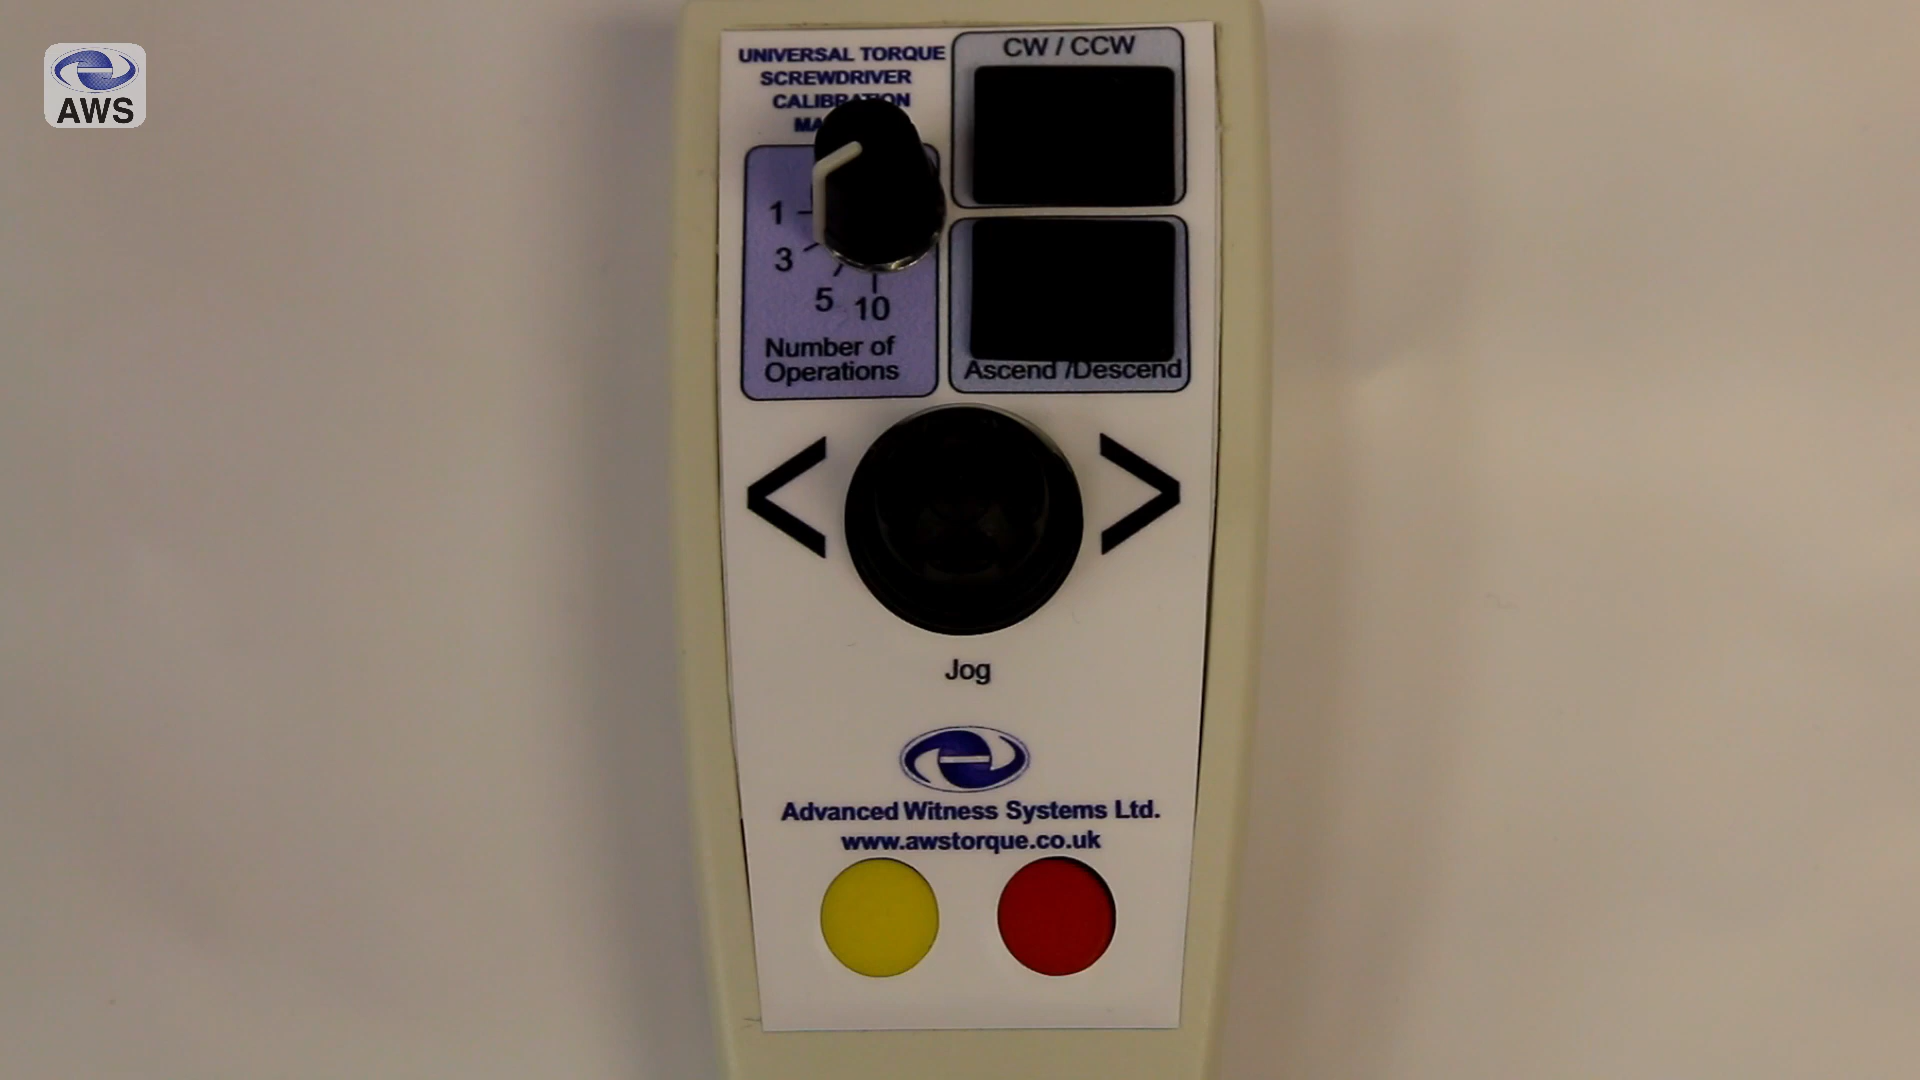 AWS
UNIVERSAL TORQUE
SCREWDRIVER
CALIBRATION
CW / CCW
1
3
5
10
Number of
Operations
Ascend /Descend
< >
Jog
Advanced Witness Systems Ltd.
www.awstorque.co.uk